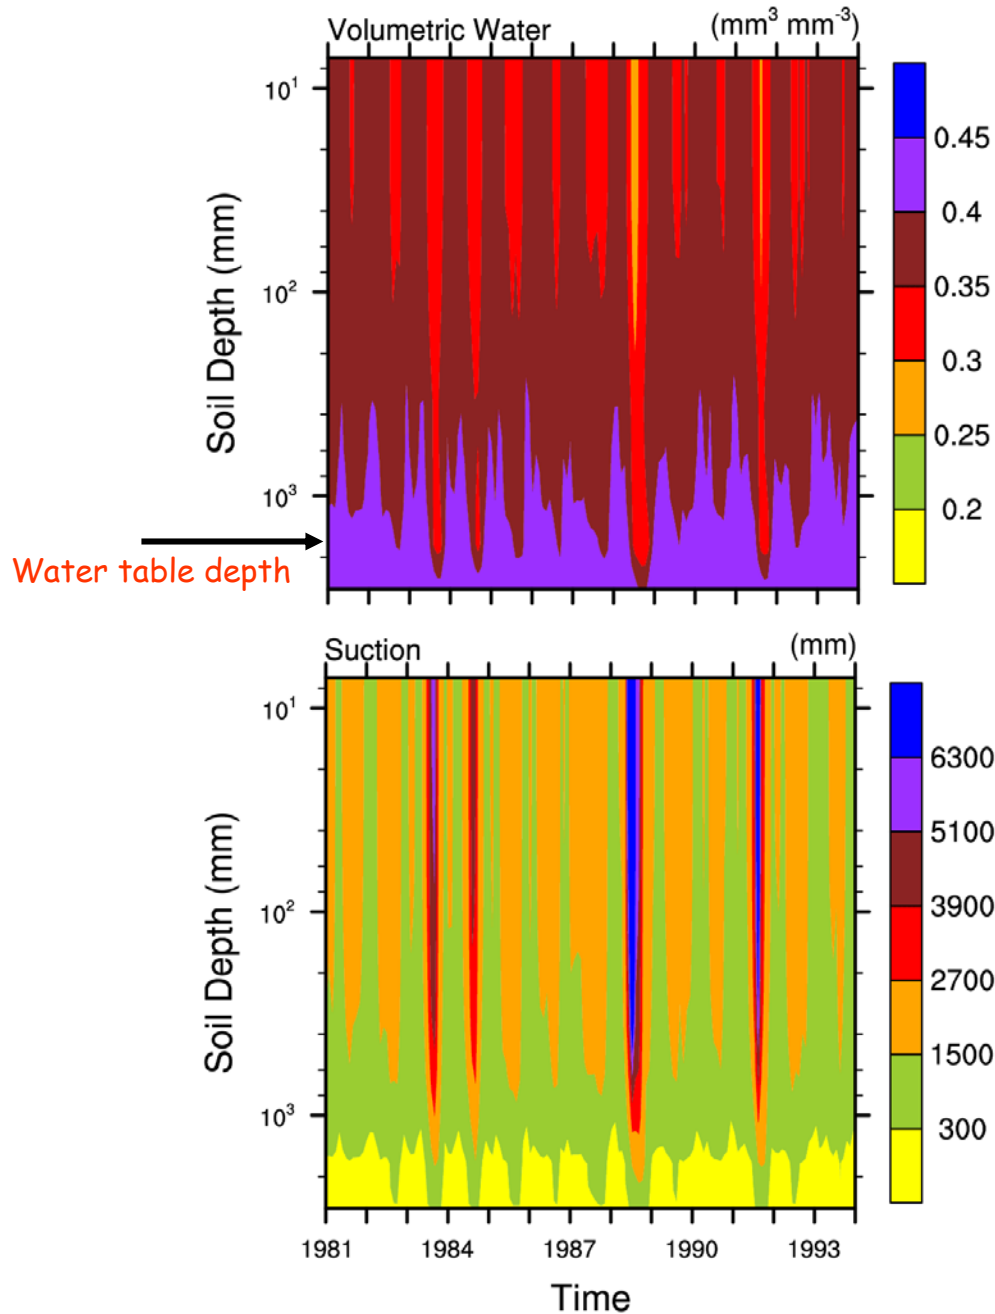 Volumetric Water (mm³ mm⁻³)
10¹
10²
10³
Soil Depth (mm)
Water table depth
0.45
0.4
0.35
0.3
0.25
0.2
Suction (mm)
10¹
10²
10³
Soil Depth (mm)
6300
5100
3900
2700
1500
300
1981 1984 1987 1990 1993
Time